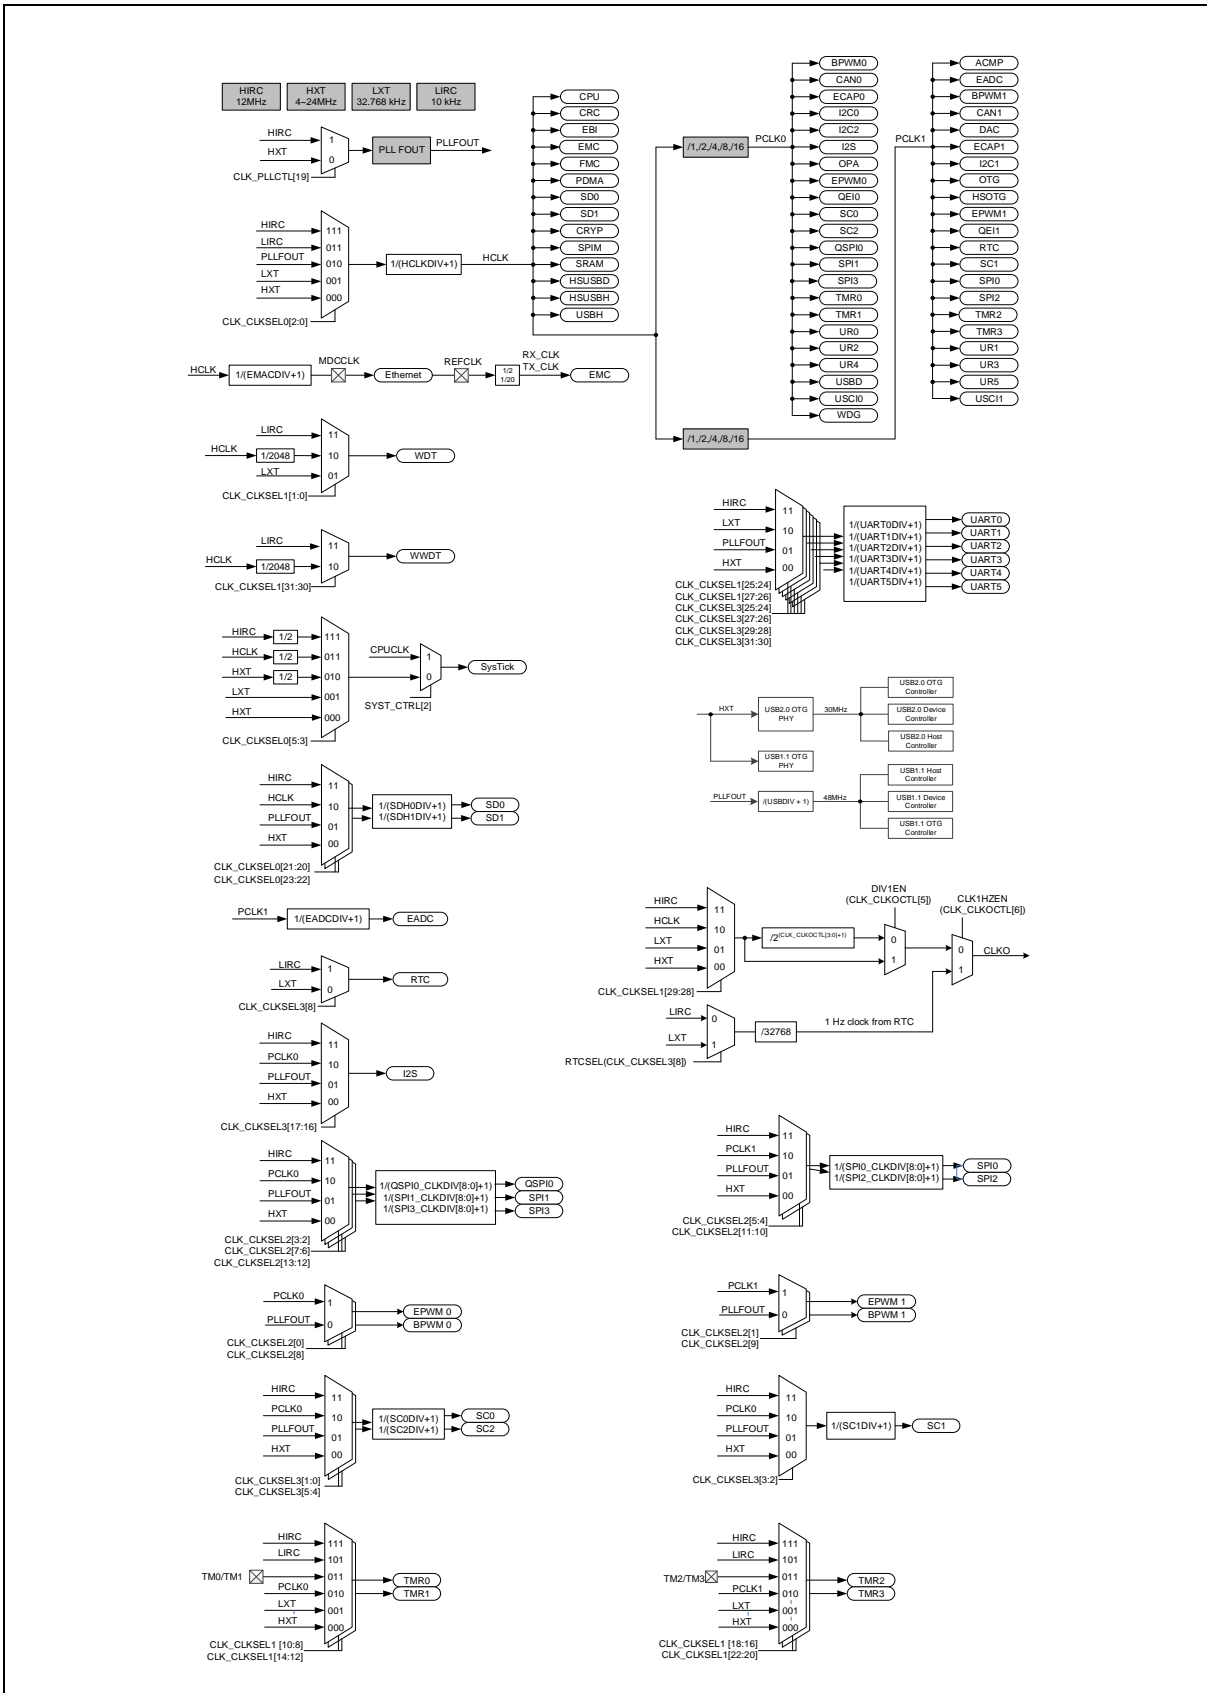 HIRC
12MHz
HXT
4~24MHz
LXT
32.768 kHz
LIRC
10 kHz
HIRC
HXT
1
0
PLL FOUT
PLLFOUT
CLK_PLLCTL[19]
HIRC
LIRC
PLLFOUT
LXT
HXT
111
011
010
001
000
1/(HCLKDIV+1)
HCLK
CLK_CLKSEL0[2:0]
CPU
CRC
EBI
EMC
FMC
PDMA
SD0
SD1
CRYP
SPIM
SRAM
HSUSBD
HSUSBH
USBH
/1,/2,/4,/8,/16
PCLK0
BPWM0
CAN0
ECAP0
I2C0
I2C2
I2S
OPA
EPWM0
QEI0
SC0
SC2
QSPI0
SPI1
SPI3
TMR0
TMR1
UR0
UR2
UR4
USBD
USCI0
WDG
/1,/2,/4,/8,/16
PCLK1
ACMP
EADC
BPWM1
CAN1
DAC
ECAP1
I2C1
OTG
HSOTG
EPWM1
QEI1
RTC
SC1
SPI0
SPI2
TMR2
TMR3
UR1
UR3
UR5
USCI1
HCLK
1/(EMACDIV+1)
MDCCLK
Ethernet
REFCLK
1/2
1/20
RX_CLK
TX_CLK
EMC
LIRC
HCLK
1/2048
LXT
11
10
01
WDT
CLK_CLKSEL1[1:0]
LIRC
HCLK
1/2048
11
10
WWDT
CLK_CLKSEL1[31:30]
HIRC
1/2
HCLK
1/2
HXT
1/2
LXT
HXT
111
011
010
001
000
CLK_CLKSEL0[5:3]
CPUCLK
1
0
SYST_CTRL[2]
SysTick
HIRC
LXT
PLLFOUT
HXT
11
10
01
00
CLK_CLKSEL1[25:24]
CLK_CLKSEL1[27:26]
CLK_CLKSEL3[25:24]
CLK_CLKSEL3[27:26]
CLK_CLKSEL3[29:28]
CLK_CLKSEL3[31:30]
1/(UART0DIV+1)
1/(UART1DIV+1)
1/(UART2DIV+1)
1/(UART3DIV+1)
1/(UART4DIV+1)
1/(UART5DIV+1)
UART0
UART1
UART2
UART3
UART4
UART5
HXT
USB2.0 OTG
PHY
30MHz
USB2.0 OTG
Controller
USB2.0 Device
Controller
USB2.0 Host
Controller
USB1.1 OTG
PHY
PLLFOUT
/(USBDIV + 1)
48MHz
USB1.1 Host
Controller
USB1.1 Device
Controller
USB1.1 OTG
Controller
HIRC
HCLK
PLLFOUT
HXT
11
10
01
00
1/(SDH0DIV+1)
1/(SDH1DIV+1)
SD0
SD1
CLK_CLKSEL0[21:20]
CLK_CLKSEL0[23:22]
PCLK1
1/(EADCDIV+1)
EADC
LIRC
LXT
1
0
RTC
CLK_CLKSEL3[8]
HIRC
HCLK
LXT
HXT
11
10
01
00
CLK_CLKSEL1[29:28]
/2(CLK_CLKOCTL[3:0]+1)
DIV1EN
(CLK_CLKOCTL[5])
0
1
CLK1HZEN
(CLK_CLKOCTL[6])
0
1
CLKO
LIRC
LXT
0
1
/32768
1 Hz clock from RTC
RTCSEL(CLK_CLKSEL3[8])
HIRC
PCLK0
PLLFOUT
HXT
11
10
01
00
I2S
CLK_CLKSEL3[17:16]
HIRC
PCLK0
PLLFOUT
HXT
11
10
01
00
1/(QSPI0_CLKDIV[8:0]+1)
1/(SPI1_CLKDIV[8:0]+1)
1/(SPI3_CLKDIV[8:0]+1)
QSPI0
SPI1
SPI3
CLK_CLKSEL2[3:2]
CLK_CLKSEL2[7:6]
CLK_CLKSEL2[13:12]
HIRC
PCLK1
PLLFOUT
HXT
11
10
01
00
1/(SPI0_CLKDIV[8:0]+1)
1/(SPI2_CLKDIV[8:0]+1)
SPI0
SPI2
CLK_CLKSEL2[5:4]
CLK_CLKSEL2[11:10]
PCLK0
PLLFOUT
1
0
EPWM 0
BPWM 0
CLK_CLKSEL2[0]
CLK_CLKSEL2[8]
PCLK1
PLLFOUT
1
0
EPWM 1
BPWM 1
CLK_CLKSEL2[1]
CLK_CLKSEL2[9]
HIRC
PCLK0
PLLFOUT
HXT
11
10
01
00
1/(SC0DIV+1)
1/(SC2DIV+1)
SC0
SC2
CLK_CLKSEL3[1:0]
CLK_CLKSEL3[5:4]
HIRC
PCLK0
PLLFOUT
HXT
11
10
01
00
1/(SC1DIV+1)
SC1
CLK_CLKSEL3[3:2]
HIRC
LIRC
TM0/TM1
PCLK0
LXT
HXT
111
101
011
010
001
000
TMR0
TMR1
CLK_CLKSEL1 [10:8]
CLK_CLKSEL1[14:12]
HIRC
LIRC
TM2/TM3
PCLK1
LXT
HXT
111
101
011
010
001
000
TMR2
TMR3
CLK_CLKSEL1 [18:16]
CLK_CLKSEL1[22:20]